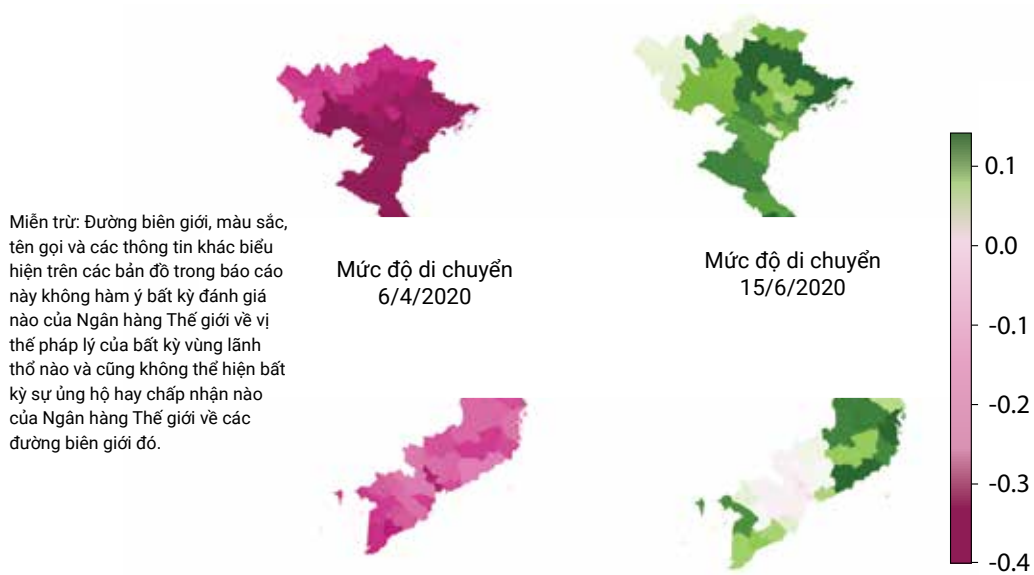 Miễn trừ: Đường biên giới, màu sắc,
tên gọi và các thông tin khác biểu
hiện trên các bản đồ trong báo cáo
này không hàm ý bất kỳ đánh giá
nào của Ngân hàng Thế giới về vị
thế pháp lý của bất kỳ vùng lãnh
thổ nào và cũng không thể hiện bất
kỳ sự ủng hộ hay chấp nhận nào
của Ngân hàng Thế giới về các
đường biên giới đó.
Mức độ di chuyển
6/4/2020
Mức độ di chuyển
15/6/2020
0.1
0.0
-0.1
-0.2
-0.3
-0.4